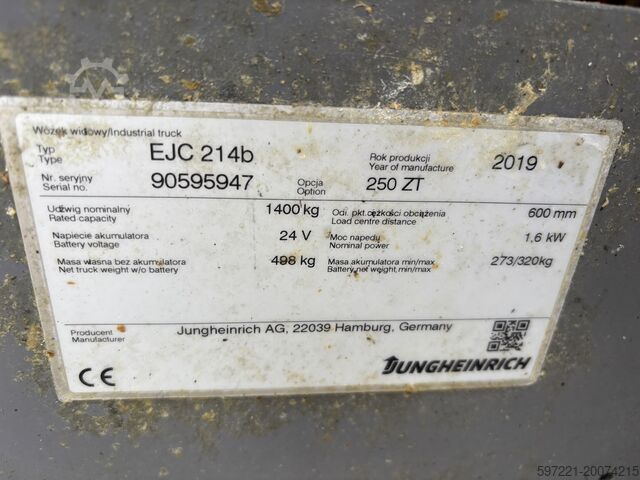 Wózek widłowy/Industrial truck
Typ EJC 214b Rok produkcji 2019
Type Year of manufacture
Nr. seryjny 90595947 Opcja 250 ZT
Serial no. Option
Udźwig nominalny 1400 kg Odl. pkt.ciężkości obciążenia 600 mm
Rated capacity Load centre distance
Napiecie akumulatora 24 V Moc napędu 1,6 kW
Battery voltage Nominal power
Masa własna bez akumulatora 498 kg Masa akumulatora min/max 273/320kg
Net truck weight w/o battery Battery net weight, min/max
Producent Jungheinrich AG, 22039 Hamburg, Germany
Manufacturer
CE JUNGHEINRICH
597221-20074215